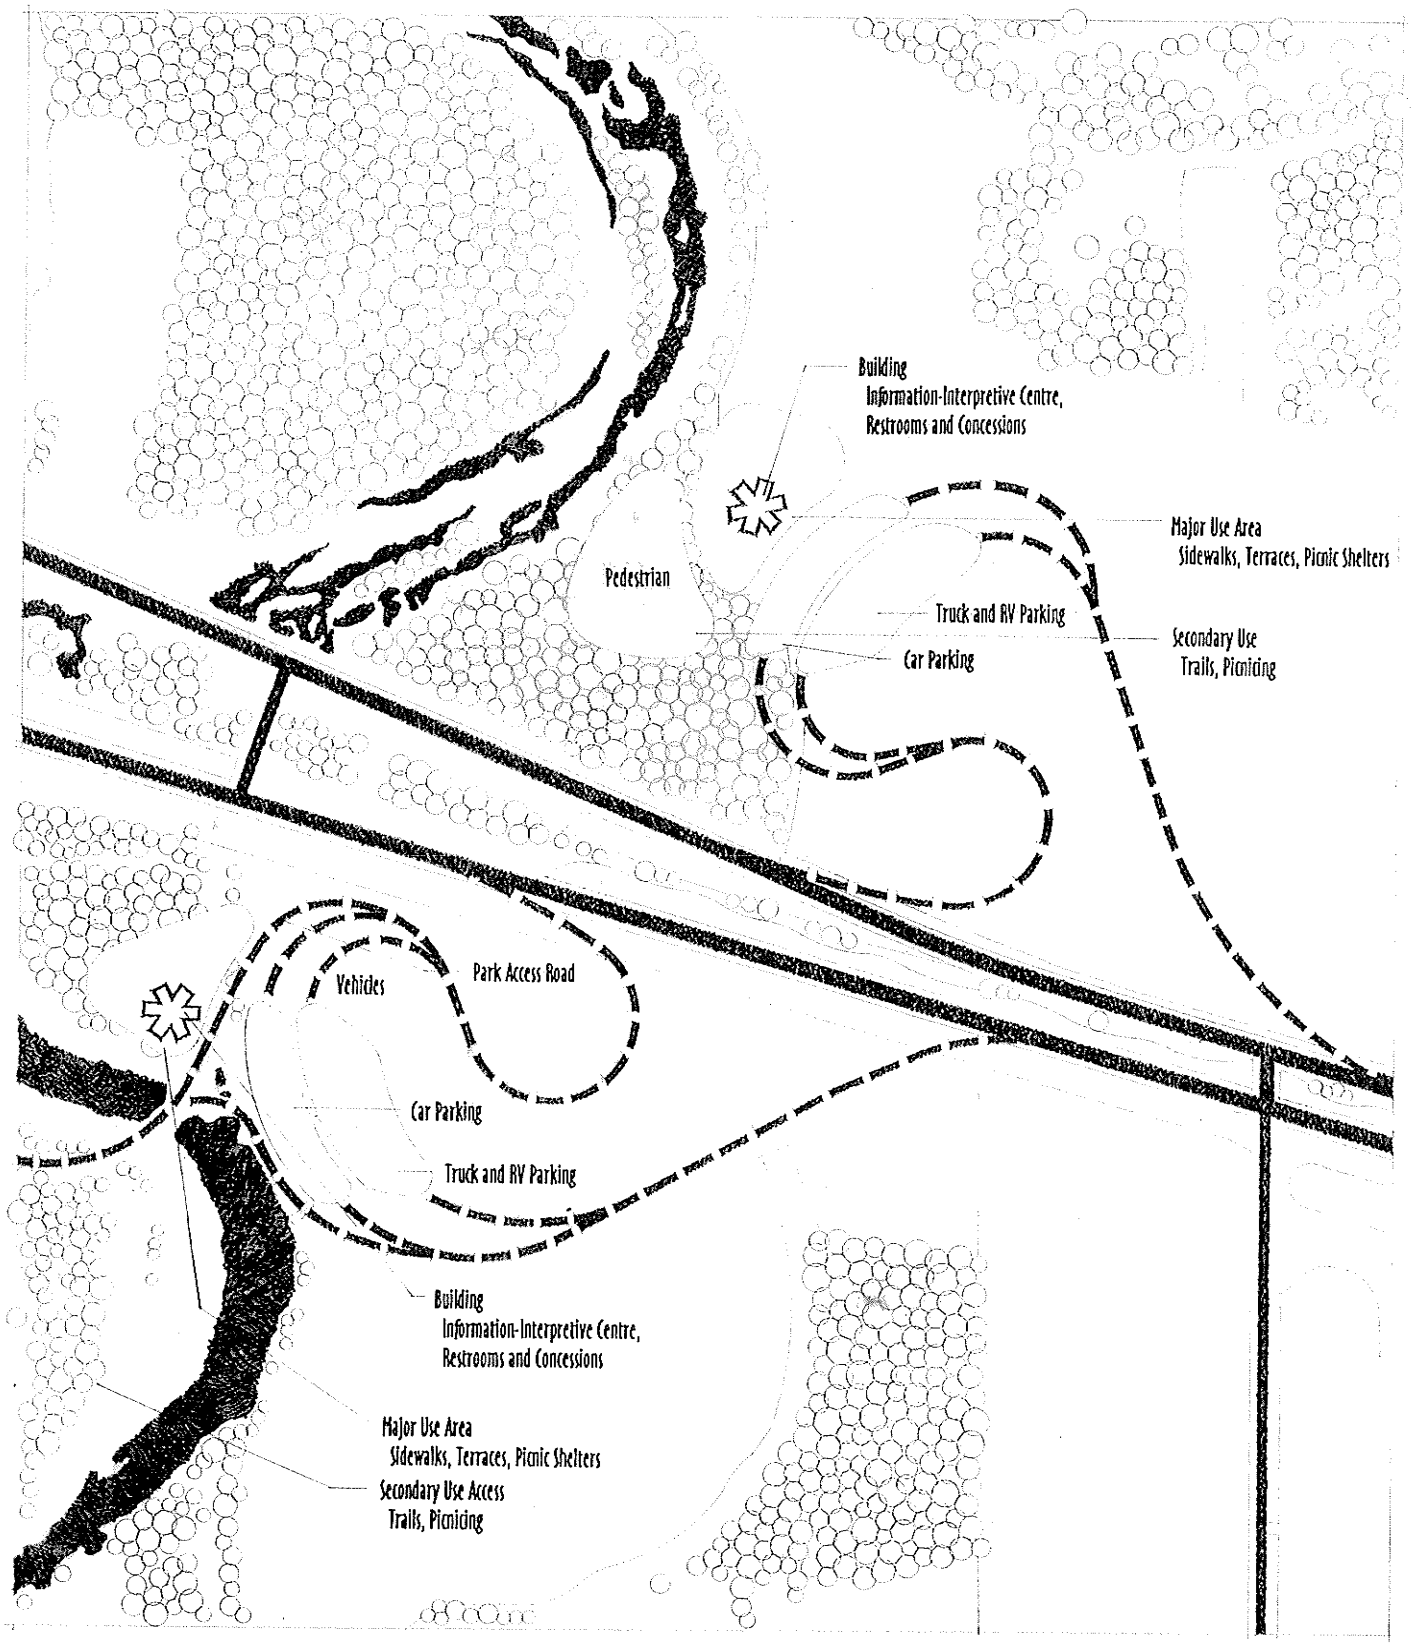 Building
Information-Interpretive Centre,
Restrooms and Concessions
Major Use Area
Sidewalks, Terraces, Picnic Shelters
Pedestrian
Truck and RV Parking
Secondary Use
Trails, Picnicing
Car Parking
Park Access Road
Vehicles
Car Parking
Truck and RV Parking
Building
Information-Interpretive Centre,
Restrooms and Concessions
Major Use Area
Sidewalks, Terraces, Picnic Shelters
Secondary Use Access
Trails, Picnicing